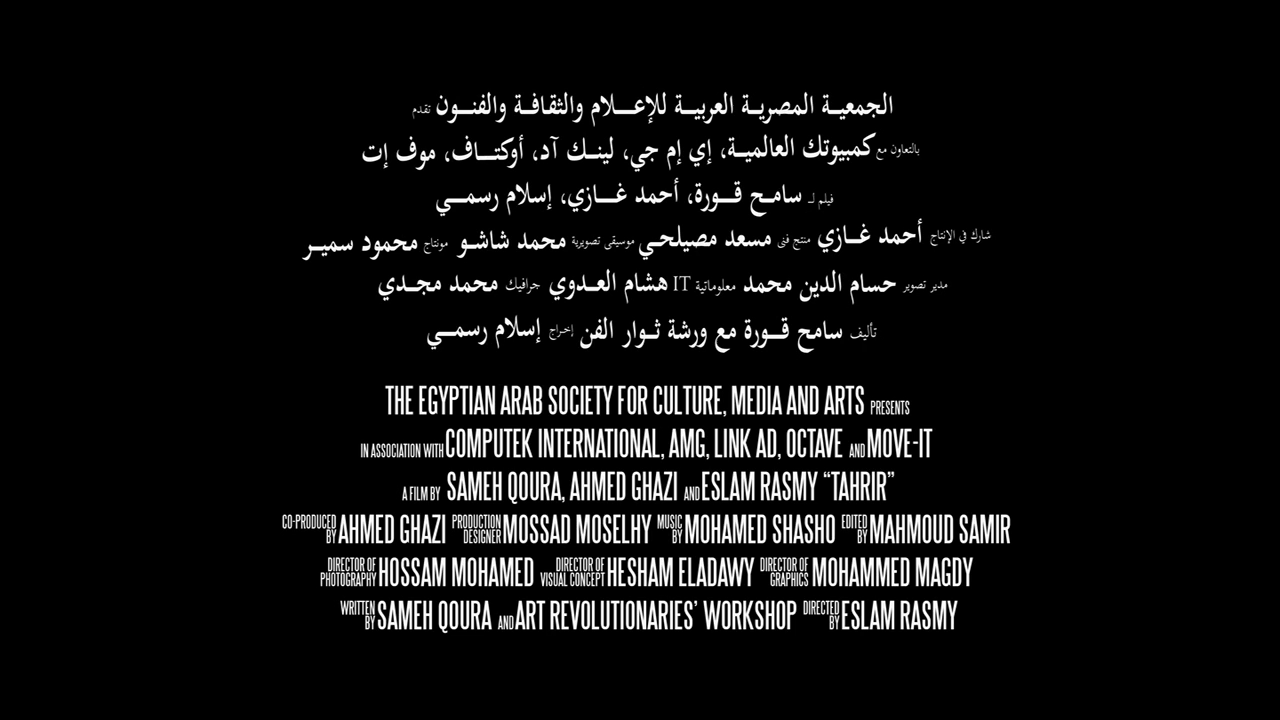 الجمعية المصرية العربية للإعلام والثقافة والفنون تقدم
بالتعاون مع كمبيوتك العالمية، إي إم جي، لينك آد، أوكتاف، موف إت
فيلم لـ سامح قورة، أحمد غازي، إسلام رسمي
شارك في الإنتاج أحمد غازي منتج فنى مسعد مصيلحي موسيقى تصويرية محمد شاشو مونتاج محمود سمير
مدير تصوير حسام الدين محمد معلوماتية IT هشام العدوي جرافيك محمد مجدي
تأليف سامح قورة مع ورشة ثوار الفن إخراج إسلام رسمي
THE EGYPTIAN ARAB SOCIETY FOR CULTURE, MEDIA AND ARTS PRESENTS
IN ASSOCIATION WITH COMPUTEK INTERNATIONAL, AMG, LINK AD, OCTAVE AND MOVE-IT
A FILM BY SAMEH QOURA, AHMED GHAZI AND ESLAM RASMY “TAHRIR”
CO-PRODUCED BY AHMED GHAZI PRODUCTION DESIGNER MOSSAD MOSELHY MUSIC BY MOHAMED SHASHO EDITED BY MAHMOUD SAMIR
DIRECTOR OF PHOTOGRAPHY HOSSAM MOHAMED DIRECTOR OF VISUAL CONCEPT HESHAM ELADAWY DIRECTOR OF GRAPHICS MOHAMMED MAGDY
WRITTEN BY SAMEH QOURA AND ART REVOLUTIONARIES’ WORKSHOP DIRECTED BY ESLAM RASMY